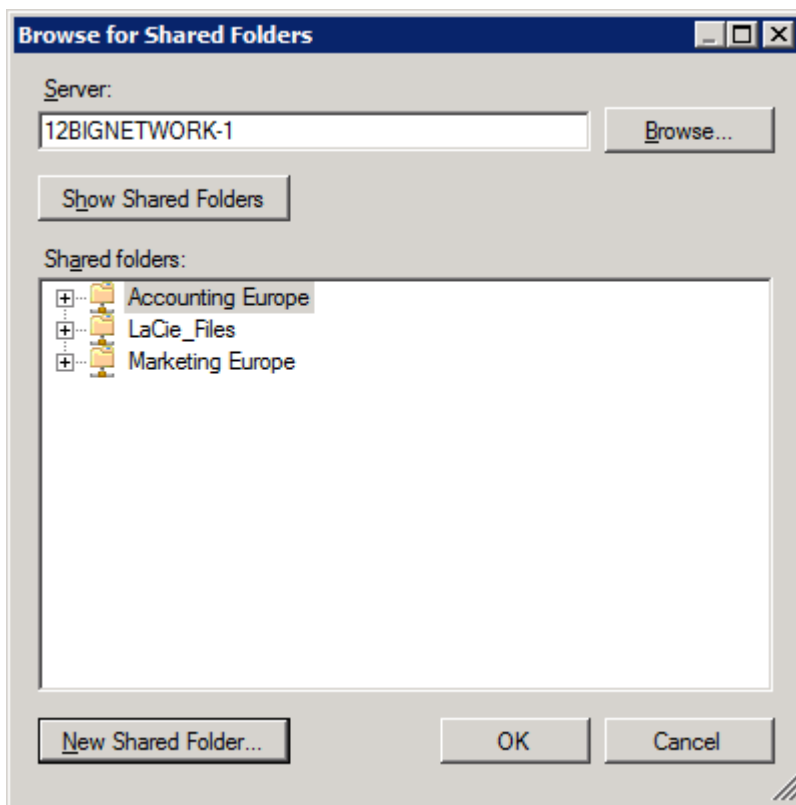 Browse for Shared Folders
Server:
12BIGNETWORK-1
Browse...
Show Shared Folders
Shared folders:
Accounting Europe
LaCie_Files
Marketing Europe
New Shared Folder... OK Cancel